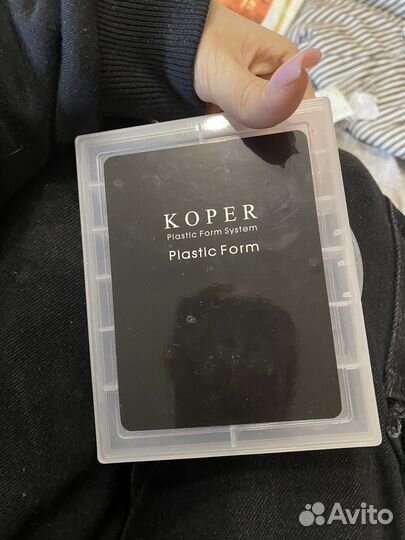 KOPER
Plastic Form System
Plastic Form
Avito